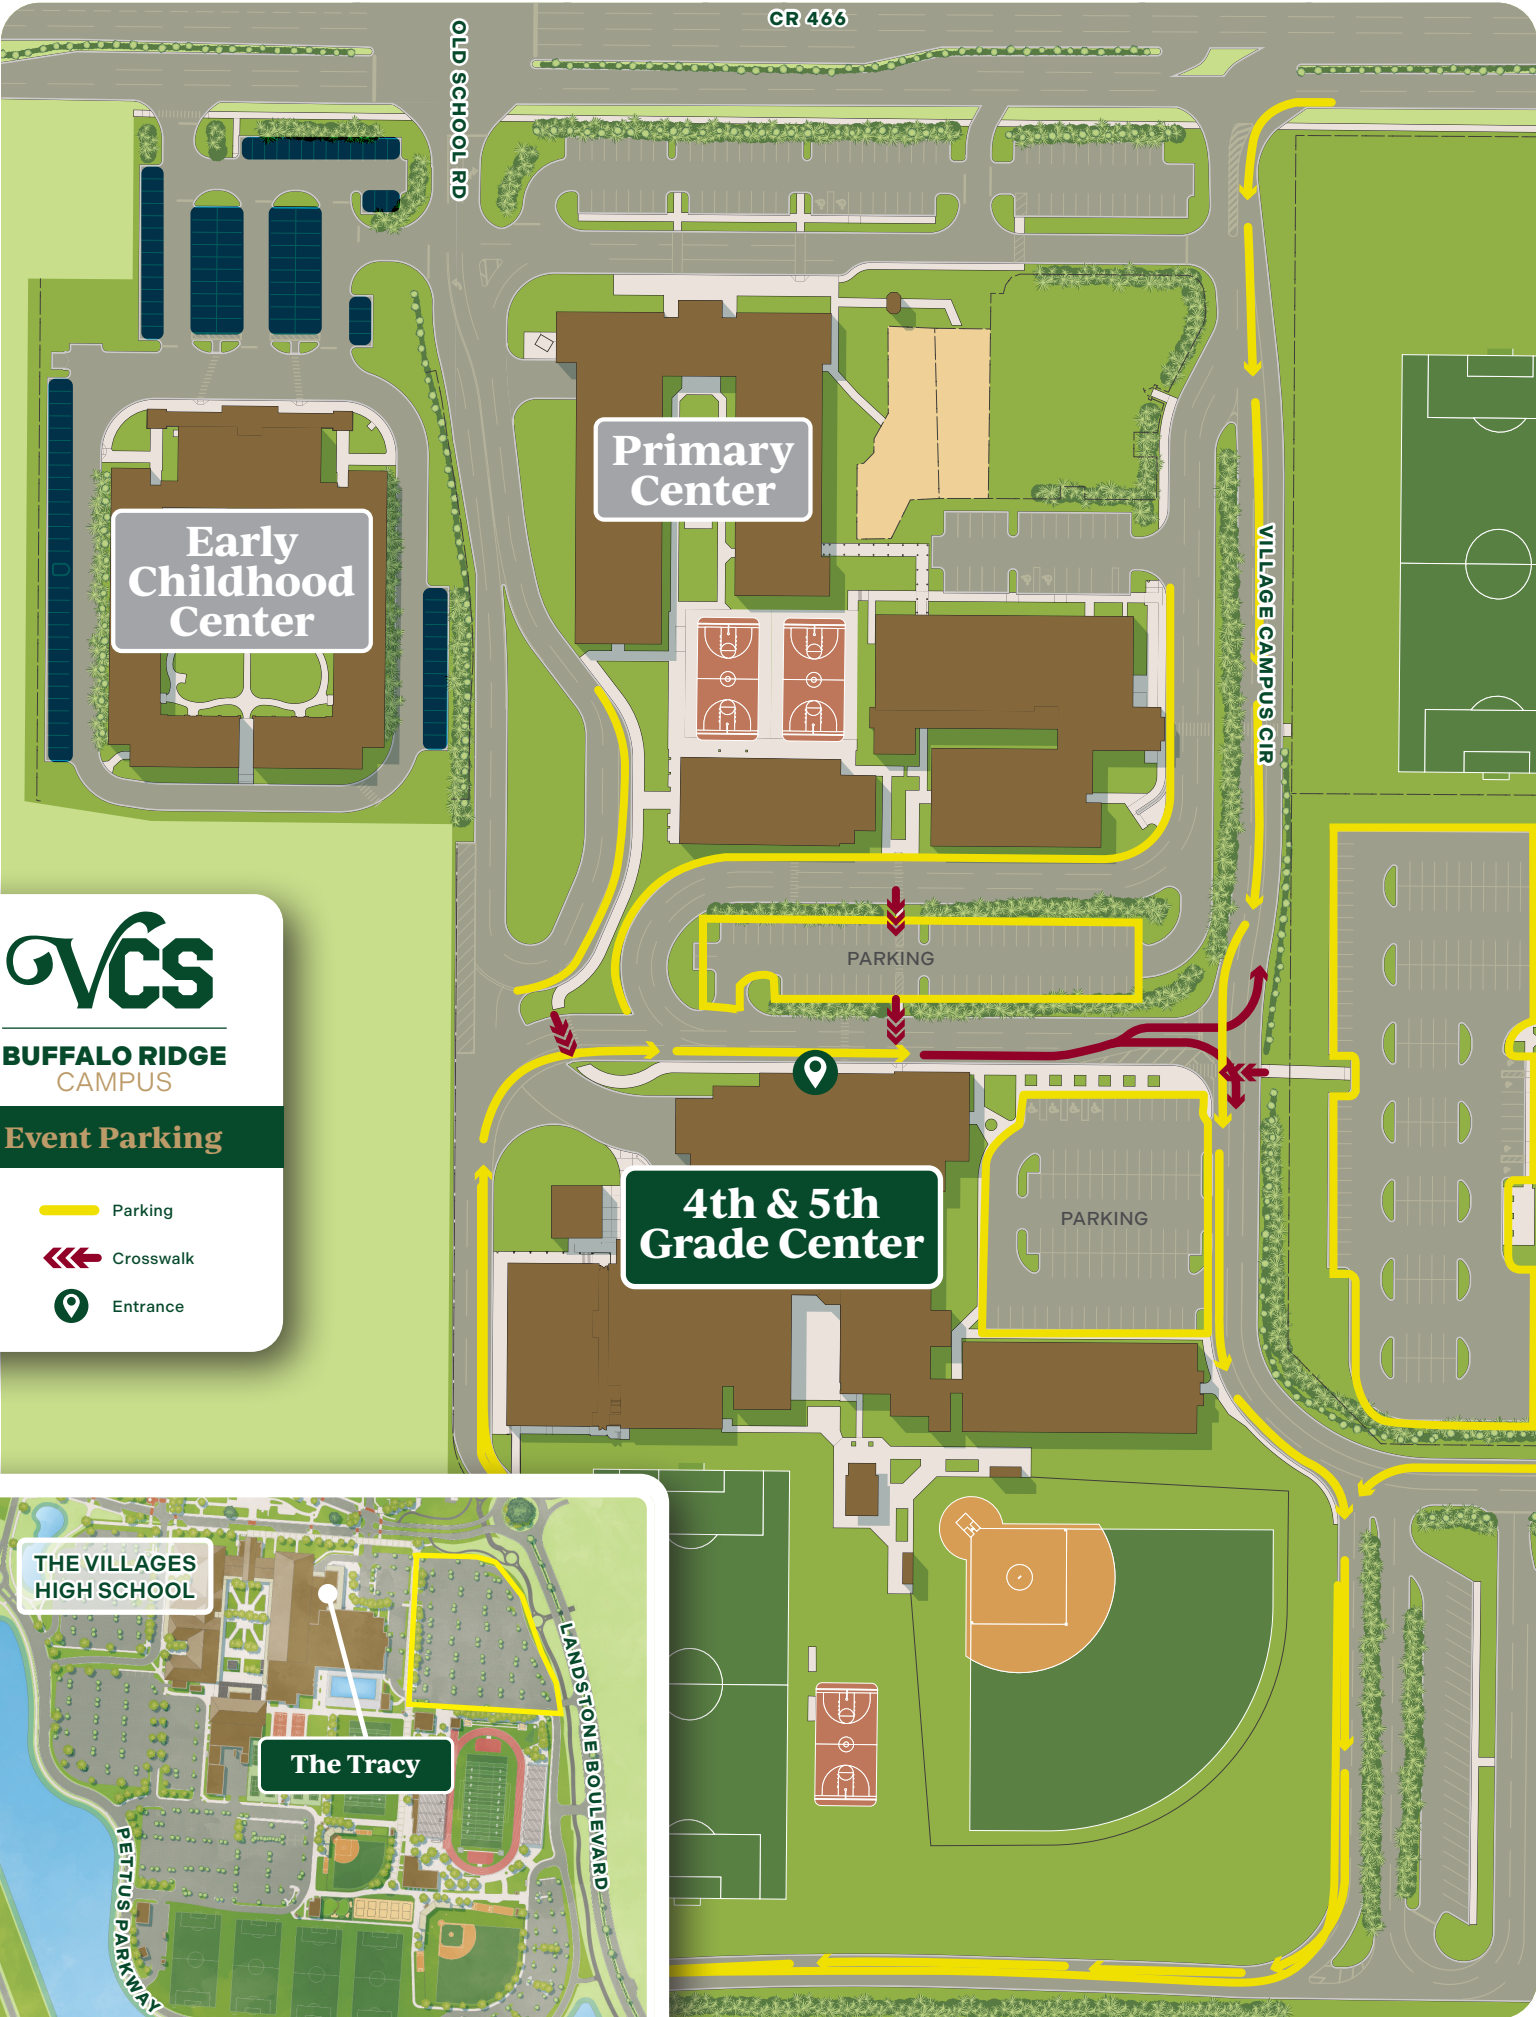 CR 466
OLD SCHOOL RD
Primary
Center
Early
Childhood
Center
VILLAGE CAMPUS CIR
VCS
BUFFALO RIDGE
CAMPUS
Event Parking
Parking
Crosswalk
Entrance
PARKING
4th & 5th
Grade Center
PARKING
THE VILLAGES
HIGH SCHOOL
The Tracy
LANDSTONE BOULEVARD
PETTUS PARKWAY